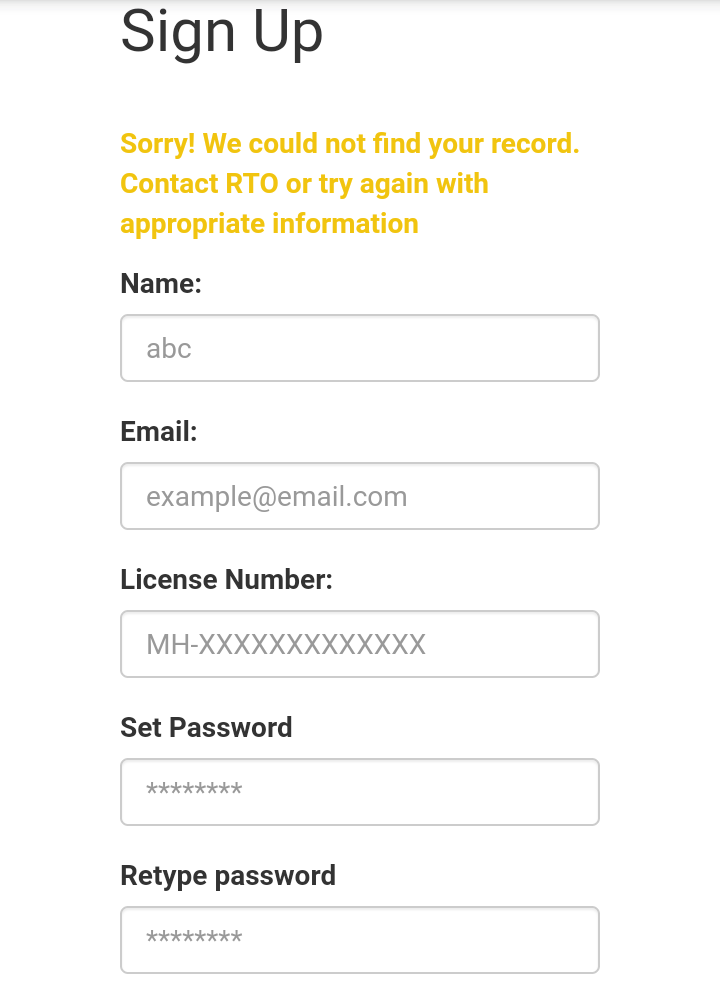 Sign Up
Sorry! We could not find your record.
Contact RTO or try again with
appropriate information
Name:
abc
Email:
example@email.com
License Number:
MH-XXXXXXXXXXXXX
Set Password
********
Retype password
********